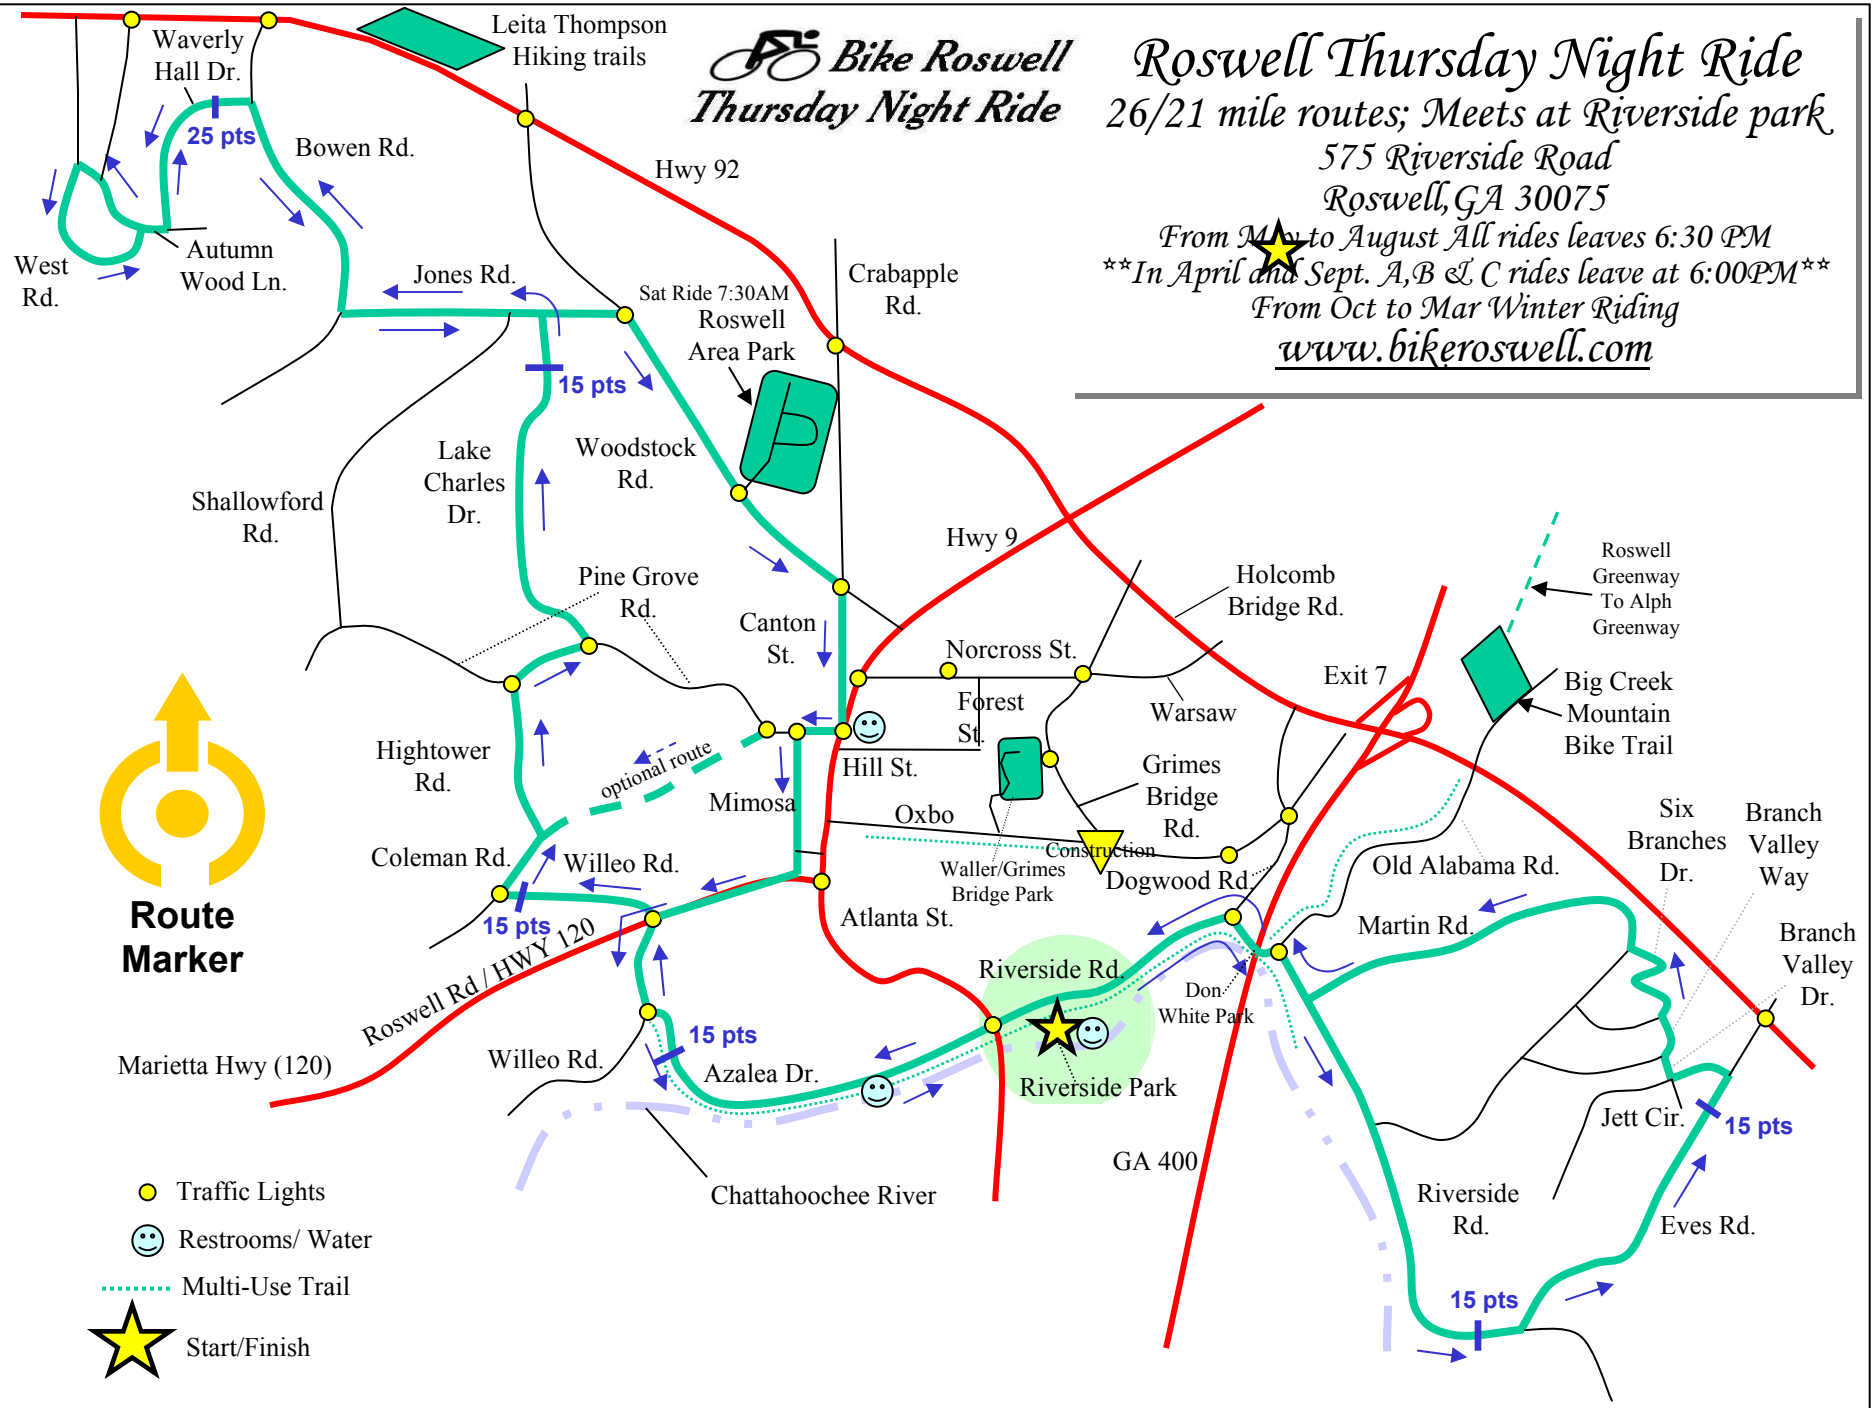 Bike Roswell
Thursday Night Ride
Roswell Thursday Night Ride
26/21 mile routes; Meets at Riverside park
575 Riverside Road
Roswell,GA 30075
From May to August All rides leaves 6:30 PM
**In April and Sept. A,B & C rides leave at 6:00PM**
From Oct to Mar Winter Riding
www.bikeroswell.com
Leita Thompson
Hiking trails
Waverly
Hall Dr.
25 pts
Bowen Rd.
Hwy 92
West
Rd.
Autumn
Wood Ln.
Jones Rd.
Sat Ride 7:30AM
Roswell
Area Park
Crabapple
Rd.
15 pts
Lake
Charles
Dr.
Woodstock
Rd.
Shallowford
Rd.
Hwy 9
Pine Grove
Rd.
Canton
St.
Holcomb
Bridge Rd.
Roswell
Greenway
To Alph
Greenway
Norcross St.
Exit 7
Forest
St.
Warsaw
Big Creek
Mountain
Bike Trail
Hightower
Rd.
optional route
Mimosa
Hill St.
Grimes
Bridge
Rd.
Oxbo
Construction
Waller/Grimes
Bridge Park
Dogwood Rd.
Old Alabama Rd.
Six
Branches
Dr.
Branch
Valley
Way
Coleman Rd.
Willeo Rd.
15 pts
Roswell Rd / HWY 120
Atlanta St.
Martin Rd.
Branch
Valley
Dr.
Route
Marker
Riverside Rd.
Don
White Park
15 pts
Willeo Rd.
Azalea Dr.
Marietta Hwy (120)
Riverside Park
Jett Cir.
15 pts
GA 400
Chattahoochee River
Riverside
Rd.
Eves Rd.
15 pts
Traffic Lights
Restrooms/ Water
Multi-Use Trail
Start/Finish